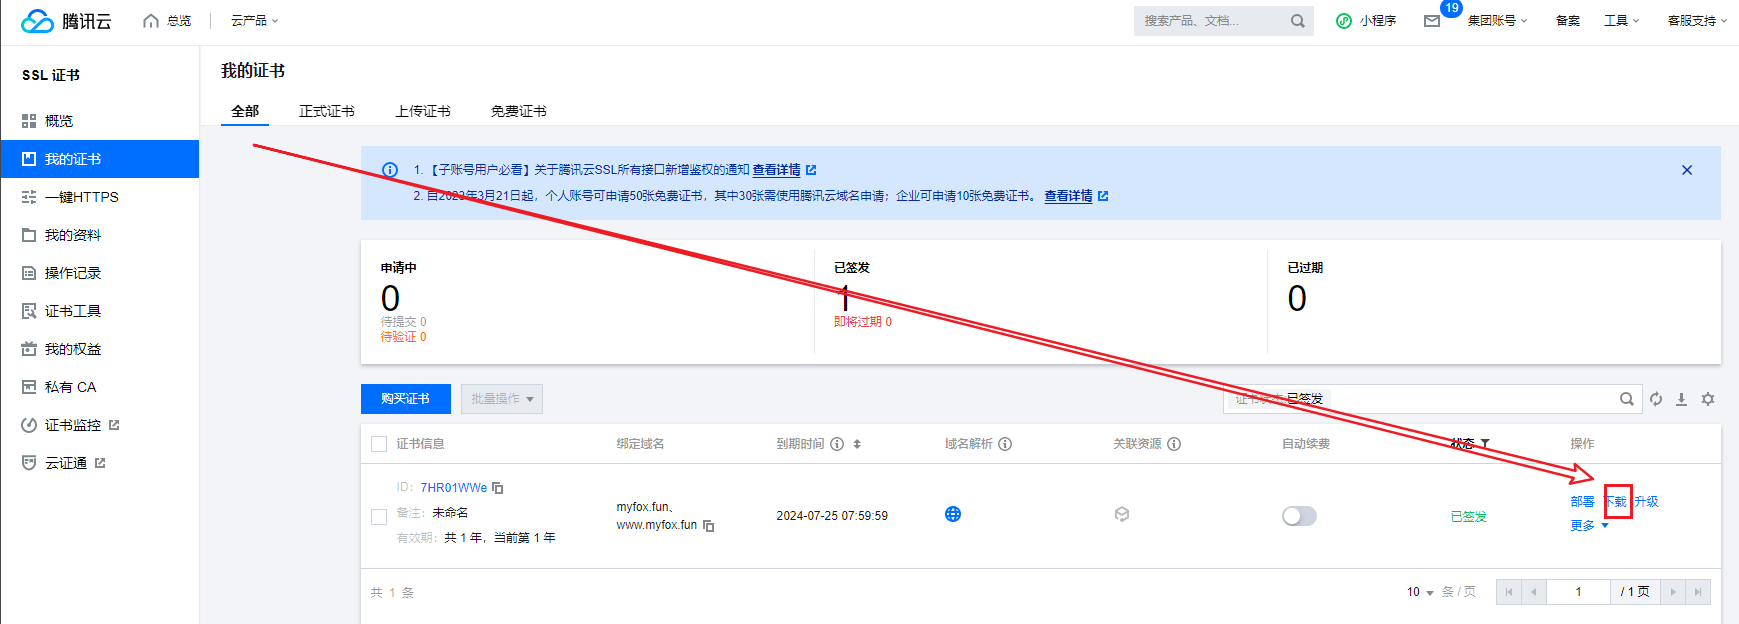 腾讯云 总览 云产品 搜索产品、文档... 小程序 19 集团账号 备案 工具 客服支持
SSL 证书
概览
我的证书
一键HTTPS
我的资料
操作记录
证书工具
我的权益
私有 CA
证书监控
云证通
我的证书
全部 正式证书 上传证书 免费证书
1. 【子账号用户必看】关于腾讯云SSL所有接口新增鉴权的通知 查看详情
2. 自2023年3月21日起，个人账号可申请50张免费证书，其中30张需使用腾讯云域名申请；企业可申请10张免费证书。 查看详情
申请中 已签发 已过期
0 1 0
待提交 0 即将过期 0
待验证 0
购买证书 批量操作 证书状态:已签发
证书信息 绑定域名 到期时间 域名解析 关联资源 自动续费 状态 操作
ID: 7HR01WWe
备注: 未命名
有效期: 共 1 年，当前第 1 年
myfox.fun、
www.myfox.fun
2024-07-25 07:59:59
已签发
部署 下载 升级
更多
共 1 条 10 条 / 页 1 / 1 页